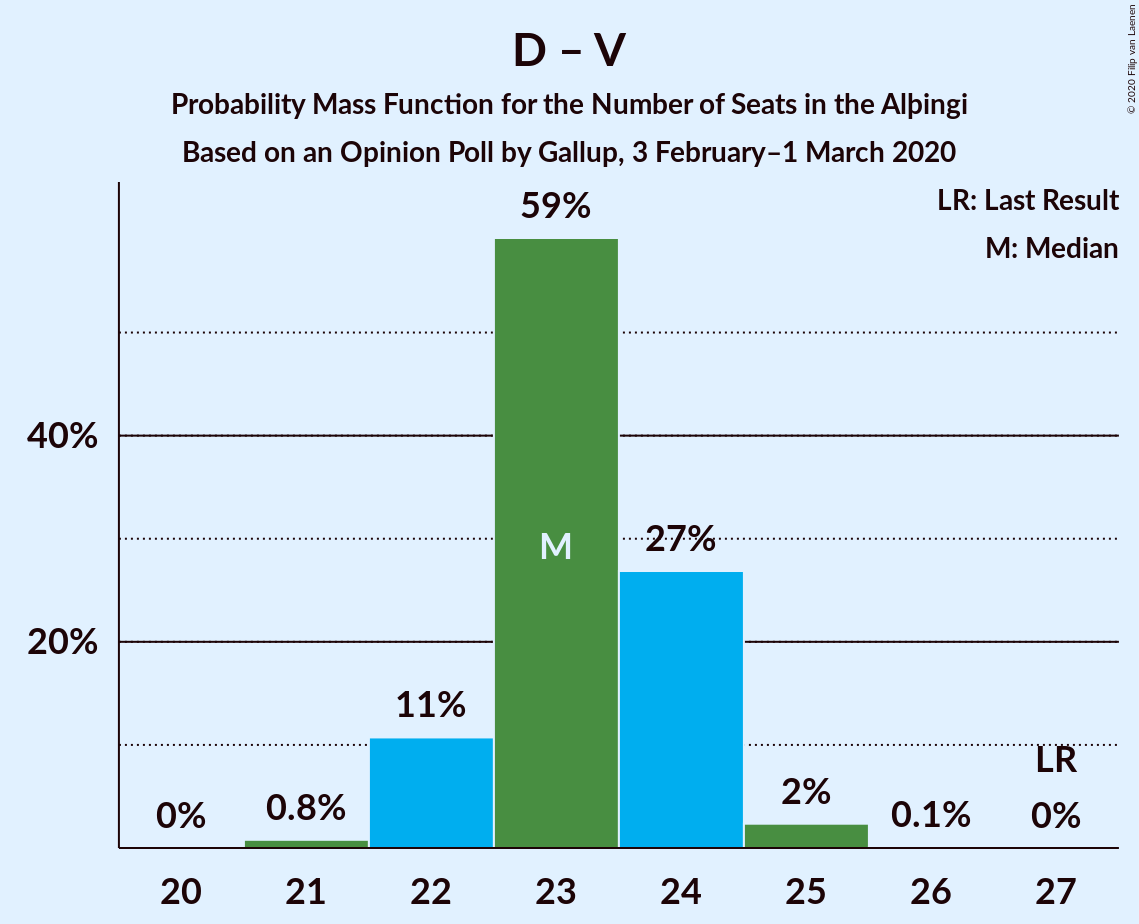 D – V
Probability Mass Function for the Number of Seats in the Alþingi
Based on an Opinion Poll by Gallup, 3 February–1 March 2020
© 2020 Filip van Laenen
LR: Last Result
M: Median
59%
40%
M
27%
20%
11%
LR
0%
0.8%
2%
0.1%
0%
20 21 22 23 24 25 26 27